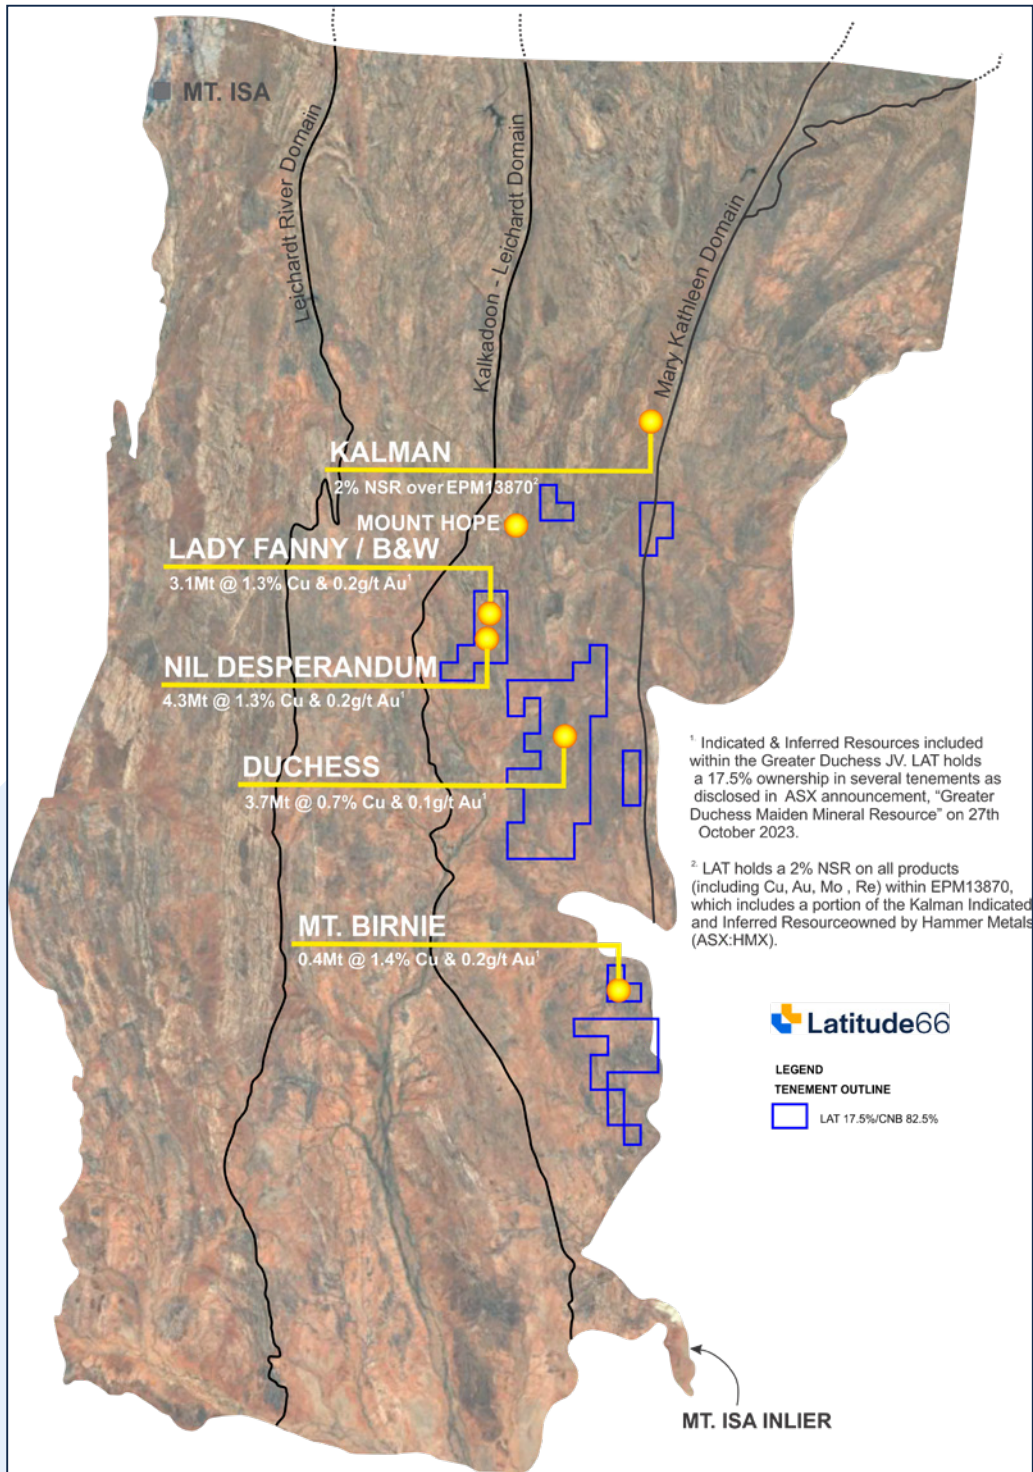 MT. ISA
Leichardt River Domain
Kalkadoon - Leichardt Domain
Mary Kathleen Domain
KALMAN
2% NSR over EPM13870²
MOUNT HOPE
LADY FANNY / B&W
3.1Mt @ 1.3% Cu & 0.2g/t Au¹
NIL DESPERANDUM
4.3Mt @ 1.3% Cu & 0.2g/t Au¹
DUCHESS
3.7Mt @ 0.7% Cu & 0.1g/t Au¹
MT. BIRNIE
0.4Mt @ 1.4% Cu & 0.2g/t Au¹
¹. Indicated & Inferred Resources included
within the Greater Duchess JV. LAT holds
a 17.5% ownership in several tenements as
disclosed in ASX announcement, “Greater
Duchess Maiden Mineral Resource” on 27th
October 2023.
². LAT holds a 2% NSR on all products
(including Cu, Au, Mo , Re) within EPM13870,
which includes a portion of the Kalman Indicated
and Inferred Resourceowned by Hammer Metals
(ASX:HMX).
Latitude66
LEGEND
TENEMENT OUTLINE
LAT 17.5%/CNB 82.5%
MT. ISA INLIER